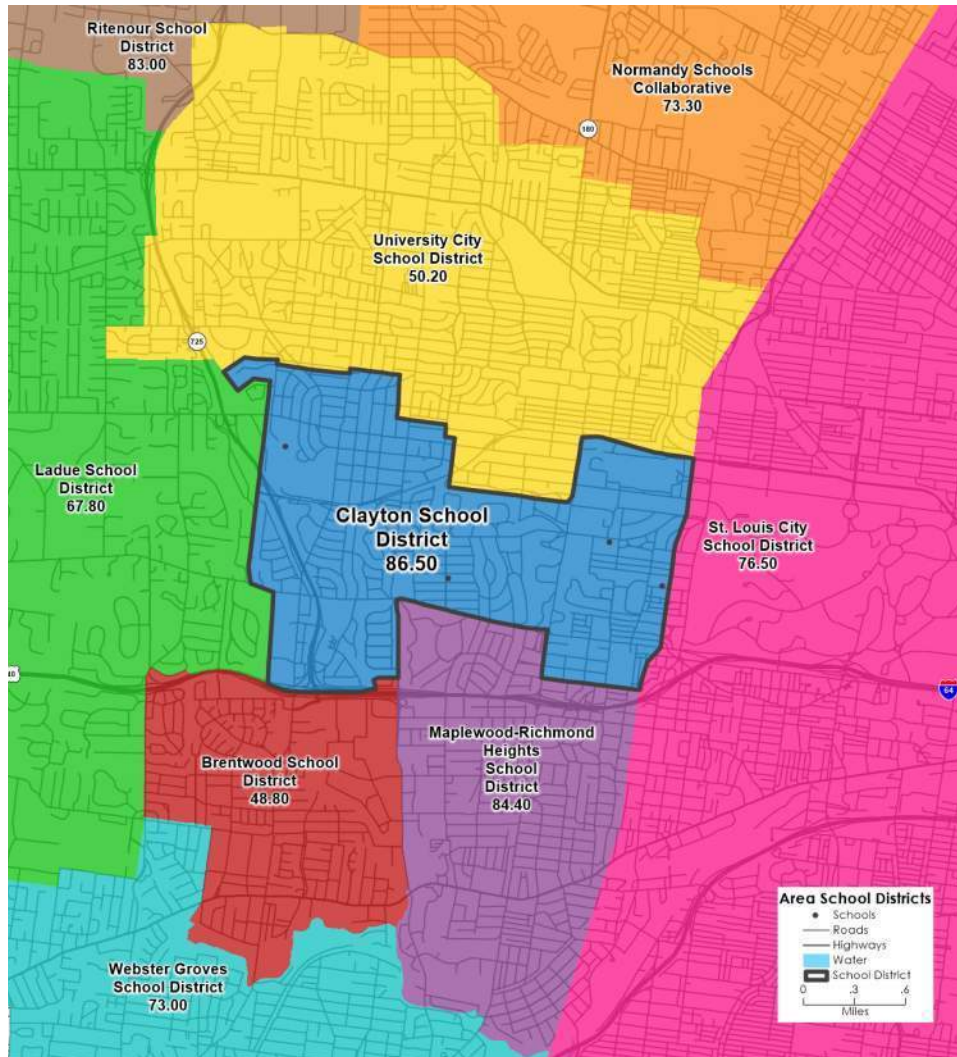 Ritenour School
District
83.00
Normandy Schools
Collaborative
73.30
180
University City
School District
50.20
725
Ladue School
District
67.80
Clayton School
District
86.50
St. Louis City
School District
76.50
40
64
Maplewood-Richmond
Heights
School
District
84.40
Brentwood School
District
48.80
Webster Groves
School District
73.00
Area School Districts
Schools
Roads
Highways
Water
School District
0 .3 .6
Miles